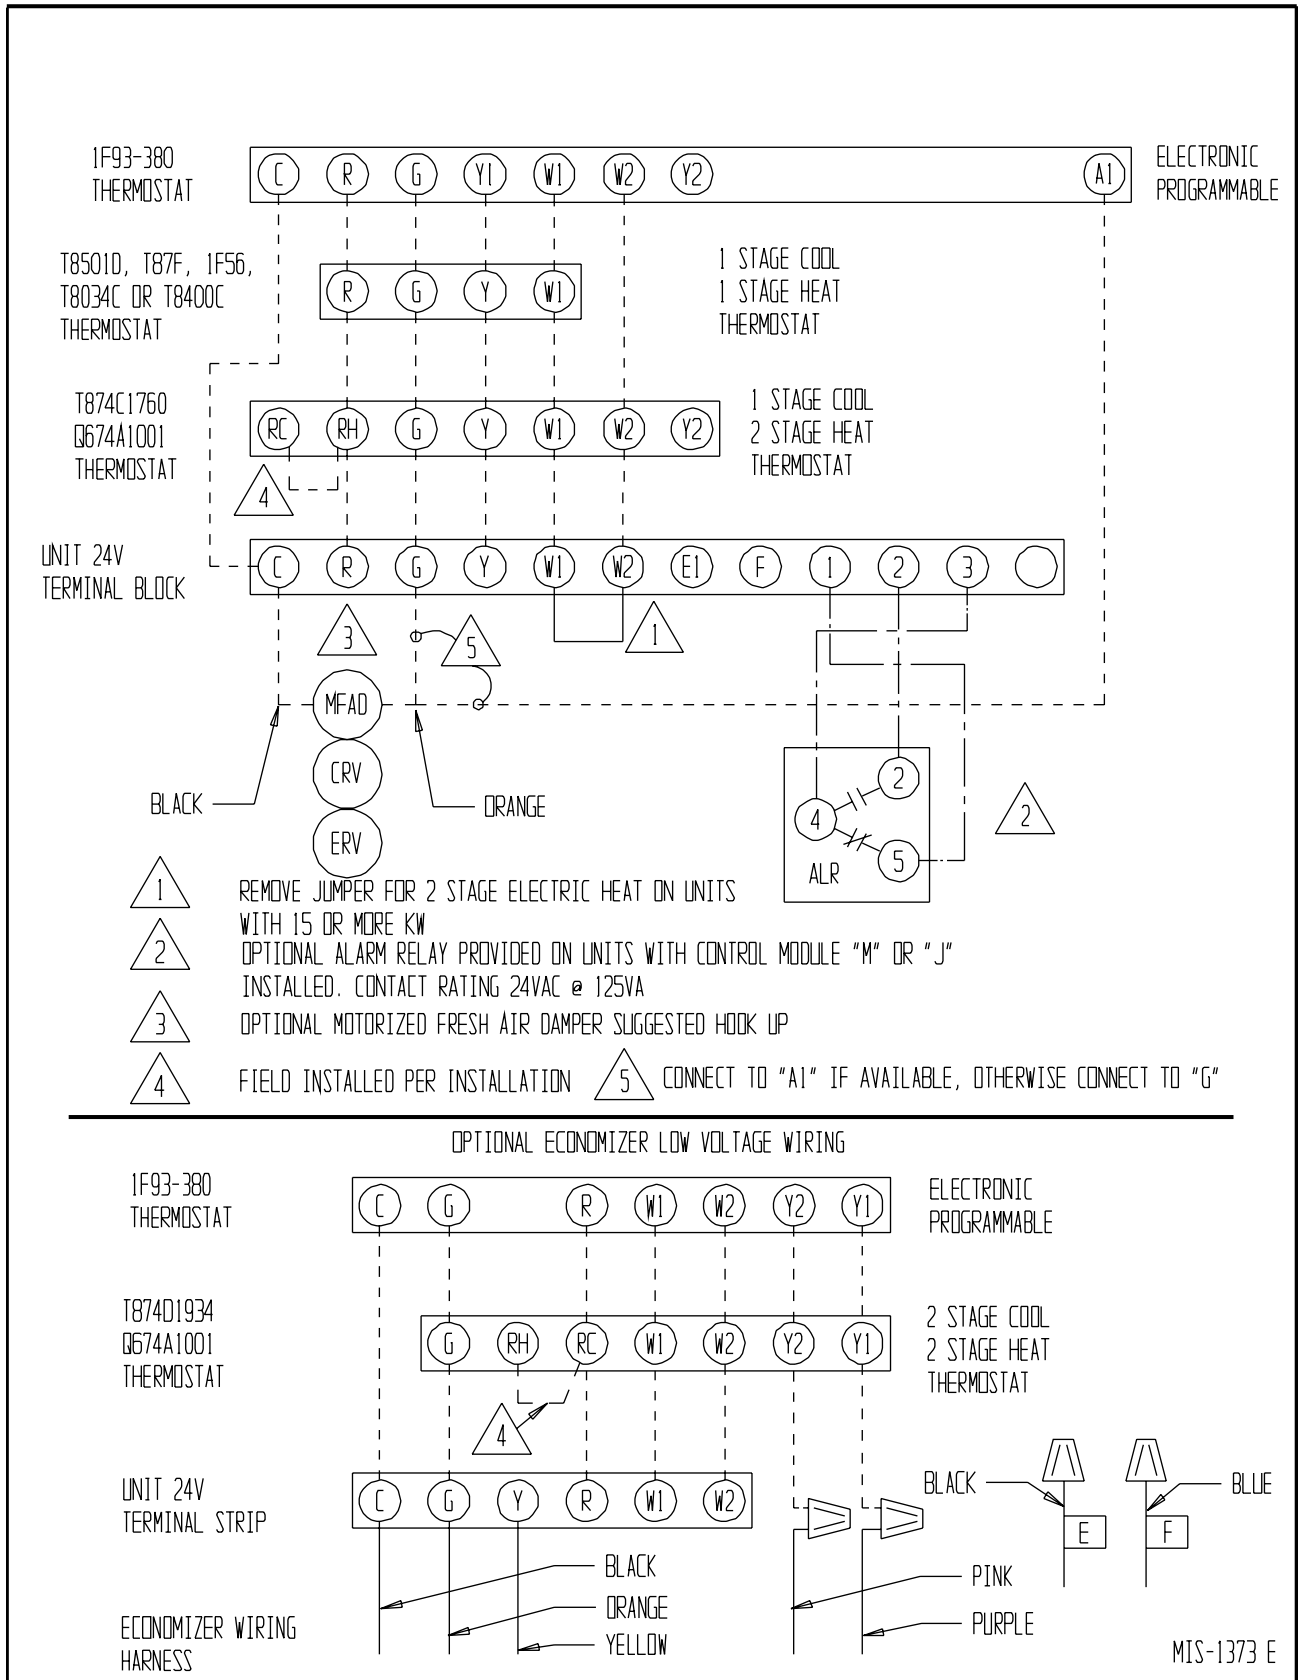 1F93-380
THERMOSTAT
C R G Y1 W1 W2 Y2 A1
ELECTRONIC
PROGRAMMABLE
T8501D, T87F, 1F56,
T8034C OR T8400C
THERMOSTAT
R G Y W1
1 STAGE COOL
1 STAGE HEAT
THERMOSTAT
T874C1760
Q674A1001
THERMOSTAT
RC RH G Y W1 W2 Y2
1 STAGE COOL
2 STAGE HEAT
THERMOSTAT
4
UNIT 24V
TERMINAL BLOCK
C R G Y W1 W2 E1 F 1 2 3
3
5
1
MFAD
CRV
ERV
BLACK
ORANGE
2
4
5
ALR
2
1 REMOVE JUMPER FOR 2 STAGE ELECTRIC HEAT ON UNITS
WITH 15 OR MORE KW
2 OPTIONAL ALARM RELAY PROVIDED ON UNITS WITH CONTROL MODULE "M" OR "J"
INSTALLED. CONTACT RATING 24VAC @ 125VA
3 OPTIONAL MOTORIZED FRESH AIR DAMPER SUGGESTED HOOK UP
4 FIELD INSTALLED PER INSTALLATION 5 CONNECT TO "A1" IF AVAILABLE, OTHERWISE CONNECT TO "G"
OPTIONAL ECONOMIZER LOW VOLTAGE WIRING
1F93-380
THERMOSTAT
C G R W1 W2 Y2 Y1
ELECTRONIC
PROGRAMMABLE
T874D1934
Q674A1001
THERMOSTAT
G RH RC W1 W2 Y2 Y1
2 STAGE COOL
2 STAGE HEAT
THERMOSTAT
4
UNIT 24V
TERMINAL STRIP
C G Y R W1 W2
BLACK
BLUE
E F
BLACK
ORANGE
YELLOW
PINK
PURPLE
ECONOMIZER WIRING
HARNESS
MIS-1373 E